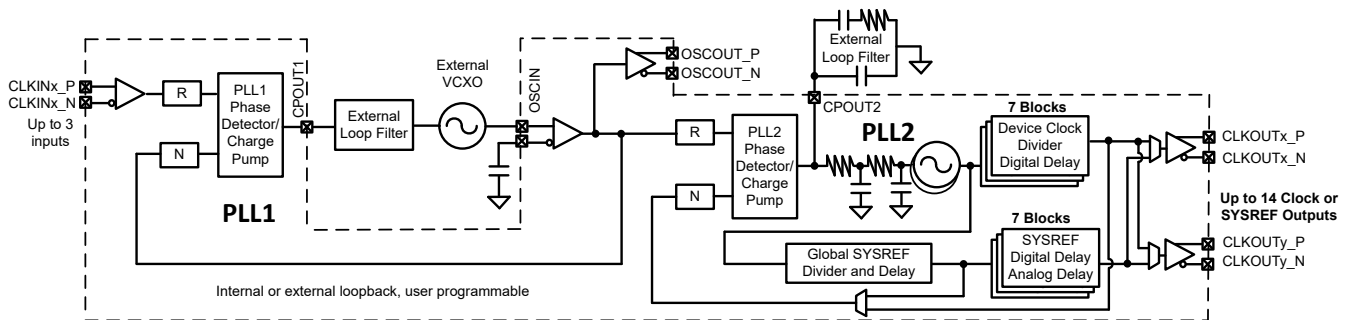 CLKINx_P
CLKINx_N
Up to 3
inputs
R
N
PLL1
Phase
Detector/
Charge
Pump
PLL1
CPOUT1
External
Loop Filter
External
VCXO
OSCIN
OSCOUT_P
OSCOUT_N
Internal or external loopback, user programmable
R
N
PLL2
Phase
Detector/
Charge
Pump
External
Loop Filter
CPOUT2
PLL2
7 Blocks
Device Clock
Divider
Digital Delay
7 Blocks
SYSREF
Digital Delay
Analog Delay
Global SYSREF
Divider and Delay
CLKOUTx_P
CLKOUTx_N
Up to 14 Clock or
SYSREF Outputs
CLKOUTy_P
CLKOUTy_N